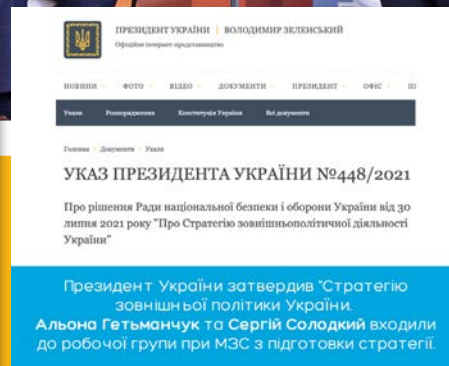 ПРЕЗИДЕНТ УКРАЇНИ | ВОЛОДИМИР ЗЕЛЕНСЬКИЙ
Офіційне інтернет-представництво
НОВИНИ ФОТО ВІДЕО ДОКУМЕНТИ ПРЕЗИДЕНТ ОФІС
Укази Розпорядження Конституція України Всі документи
Головна Документи Укази
УКАЗ ПРЕЗИДЕНТА УКРАЇНИ №448/2021
Про рішення Ради національної безпеки і оборони України від 30
липня 2021 року "Про Стратегію зовнішньополітичної діяльності
України"
Президент України затвердив "Стратегію
зовнішньої політики України.
Альона Гетьманчук та Сергій Солодкий входили
до робочої групи при МЗС з підготовки стратегії.